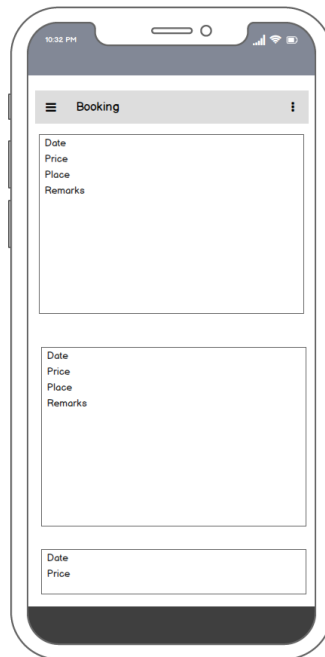 10:32 PM
Booking
Date
Price
Place
Remarks
Date
Price
Place
Remarks
Date
Price